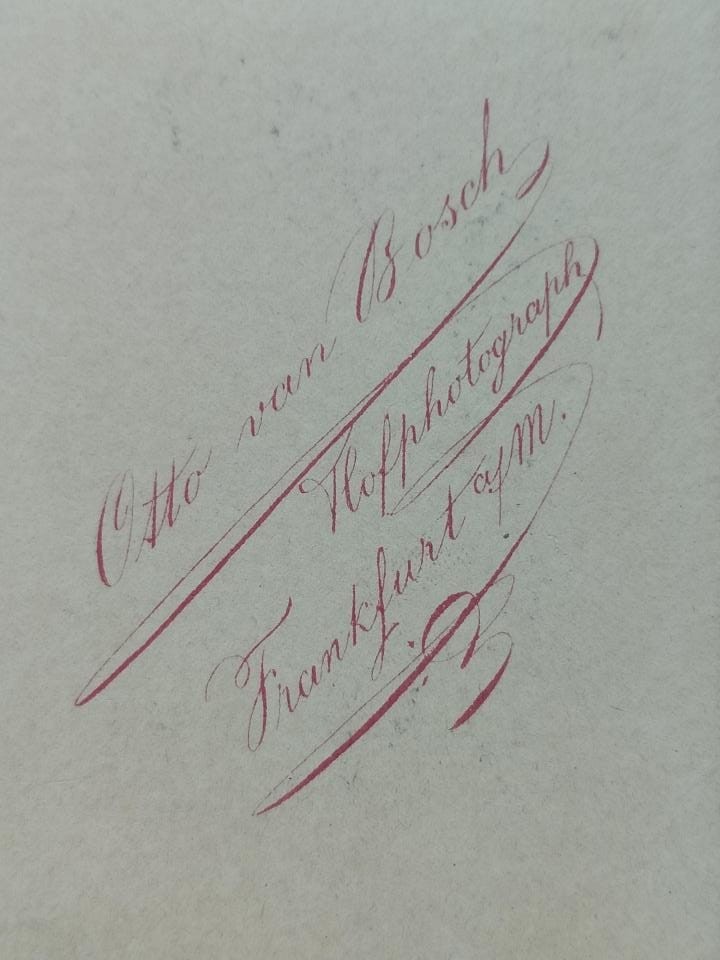 Otto van Bosch
Hofphotograph
Frankfurt a/M.